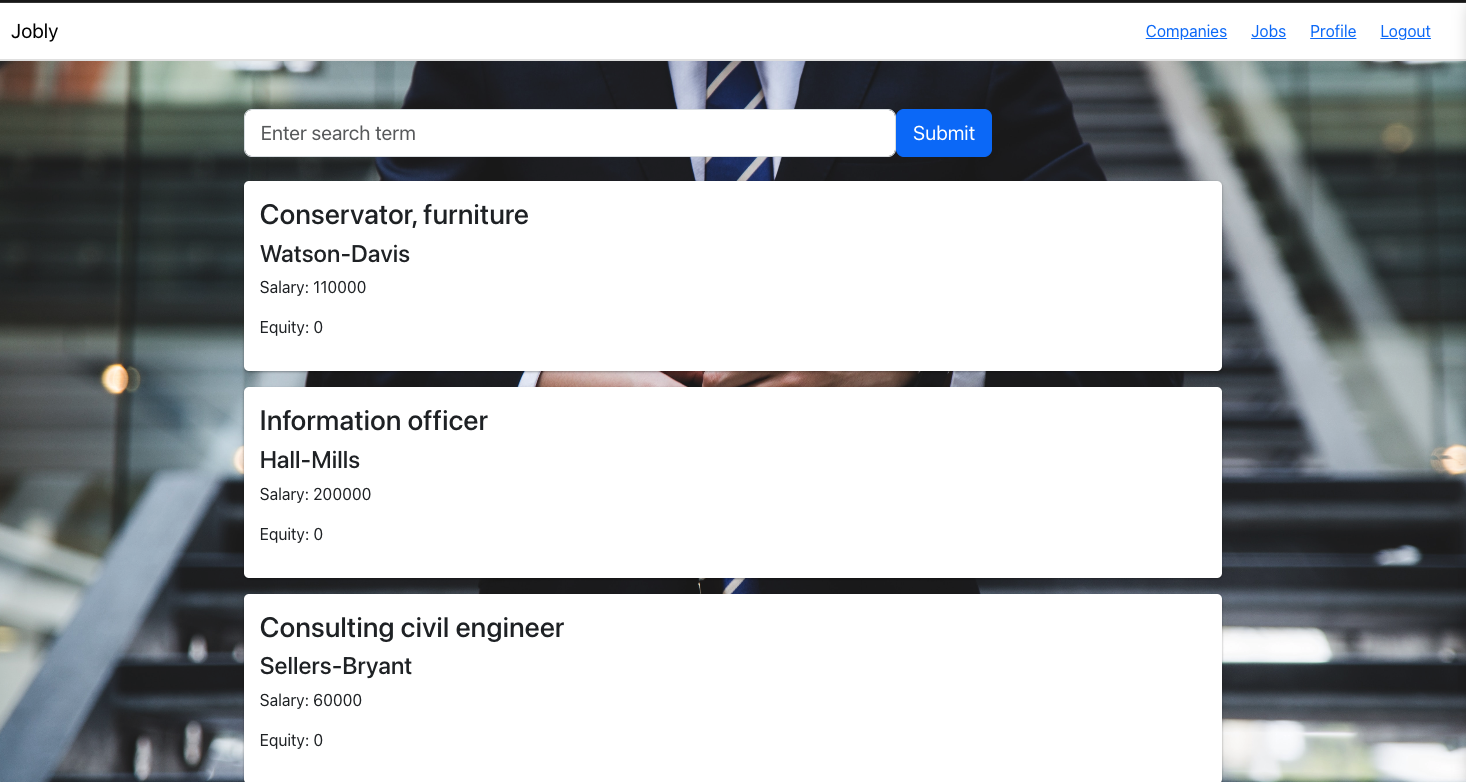 Jobly Companies Jobs Profile Logout
Enter search term Submit
Conservator, furniture
Watson-Davis
Salary: 110000
Equity: 0
Information officer
Hall-Mills
Salary: 200000
Equity: 0
Consulting civil engineer
Sellers-Bryant
Salary: 60000
Equity: 0